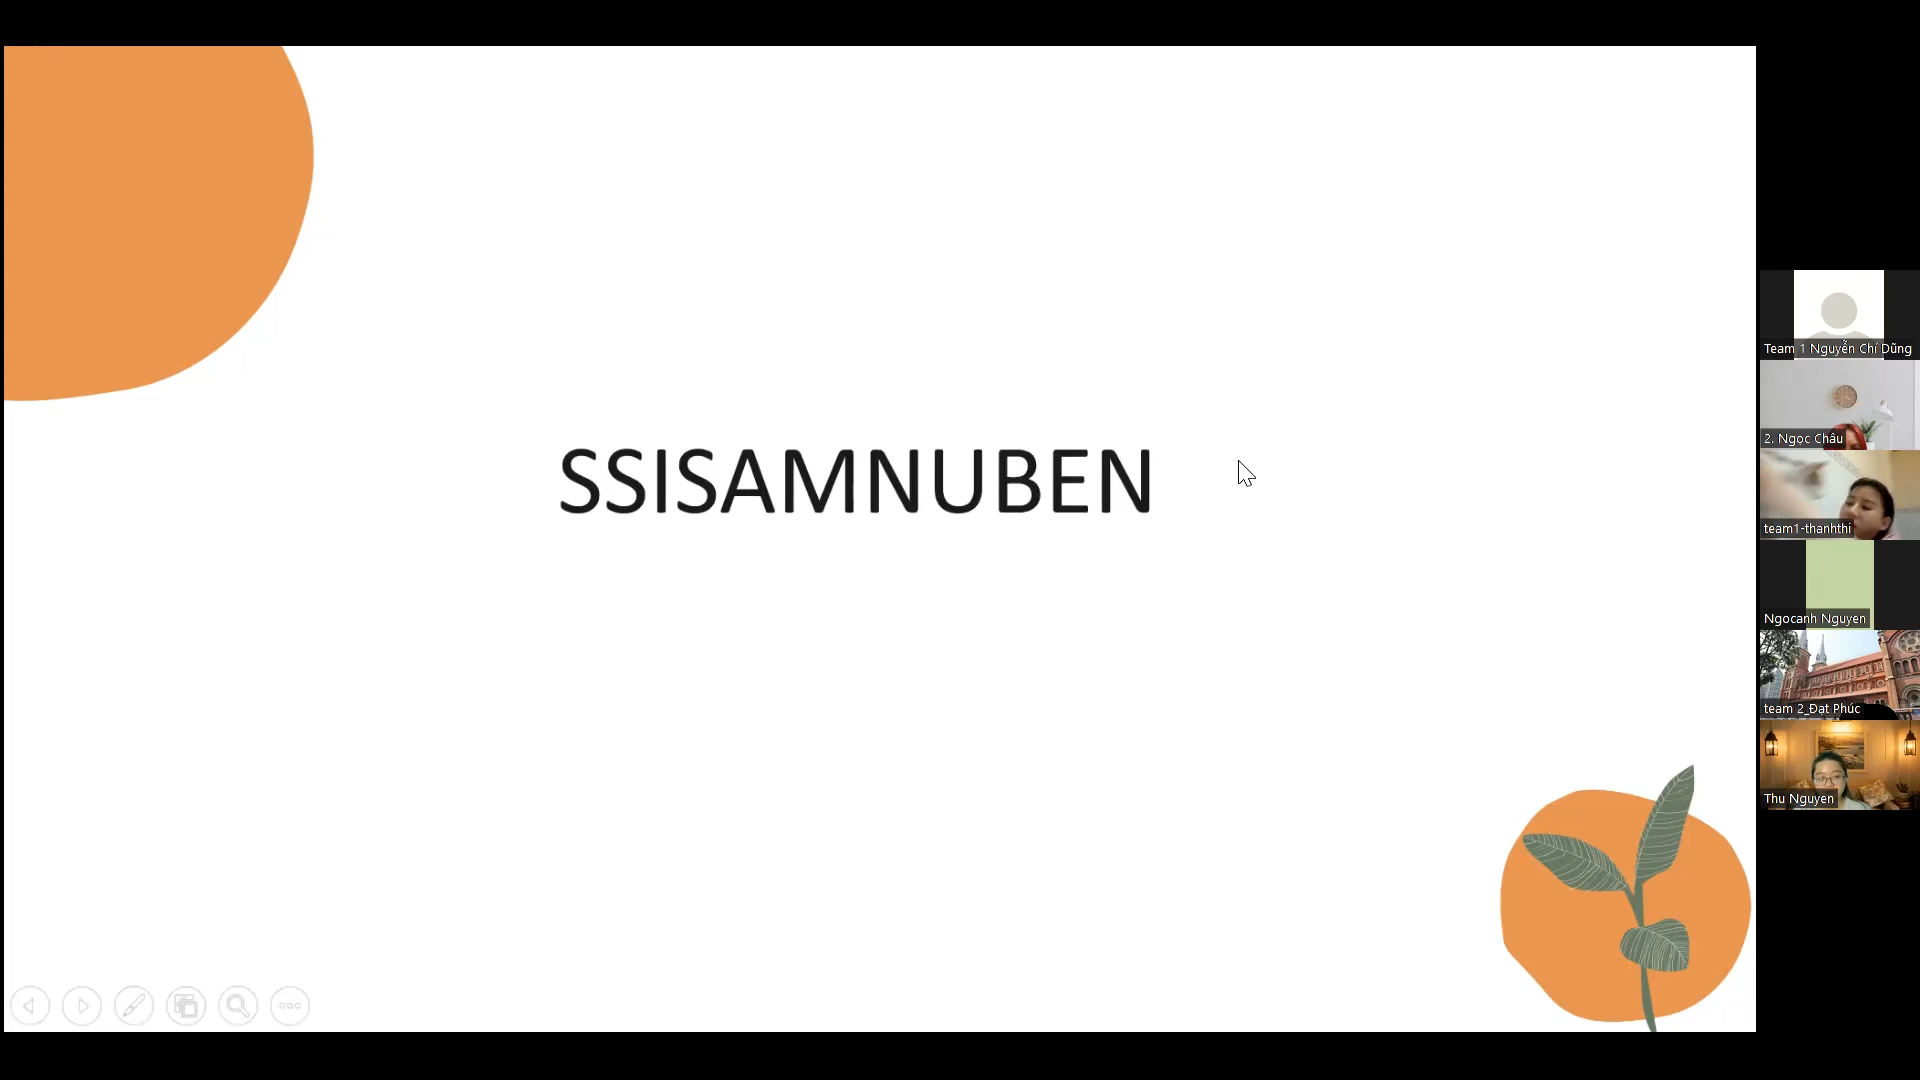 SSISAMNUBEN
Team 1 Nguyễn Chí Dũng
2. Ngọc Châu
team1-thanhthi
Ngocanh Nguyen
team 2_Đạt Phúc
Thu Nguyen